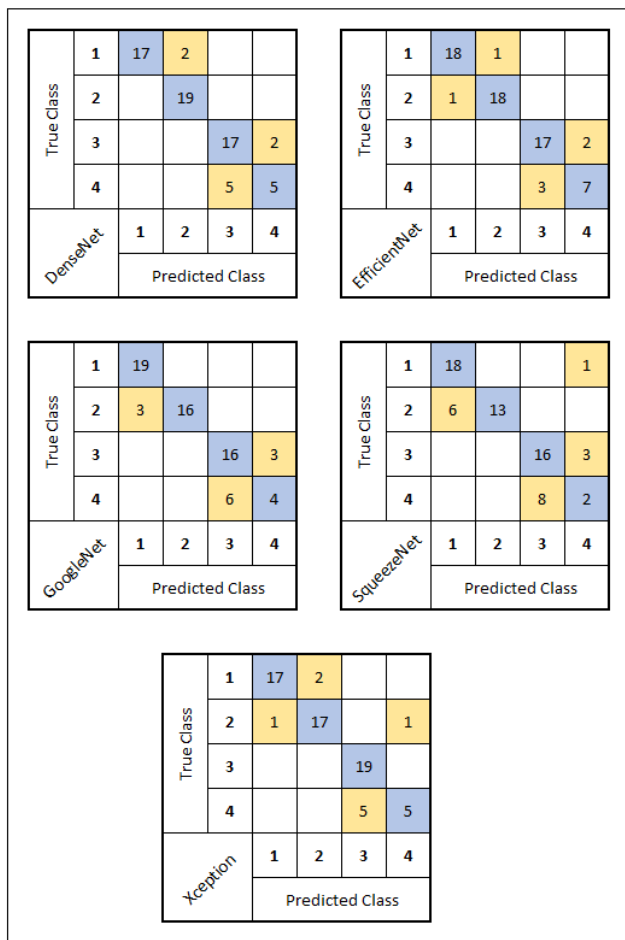 True Class
1 17 2
2 19
3 17 2
4 5 5
DenseNet
1 2 3 4
Predicted Class
True Class
1 18 1
2 1 18
3 17 2
4 3 7
EfficientNet
1 2 3 4
Predicted Class
True Class
1 19
2 3 16
3 16 3
4 6 4
GoogleNet
1 2 3 4
Predicted Class
True Class
1 18 1
2 6 13
3 16 3
4 8 2
SqueezeNet
1 2 3 4
Predicted Class
True Class
1 17 2
2 1 17 1
3 19
4 5 5
Xception
1 2 3 4
Predicted Class